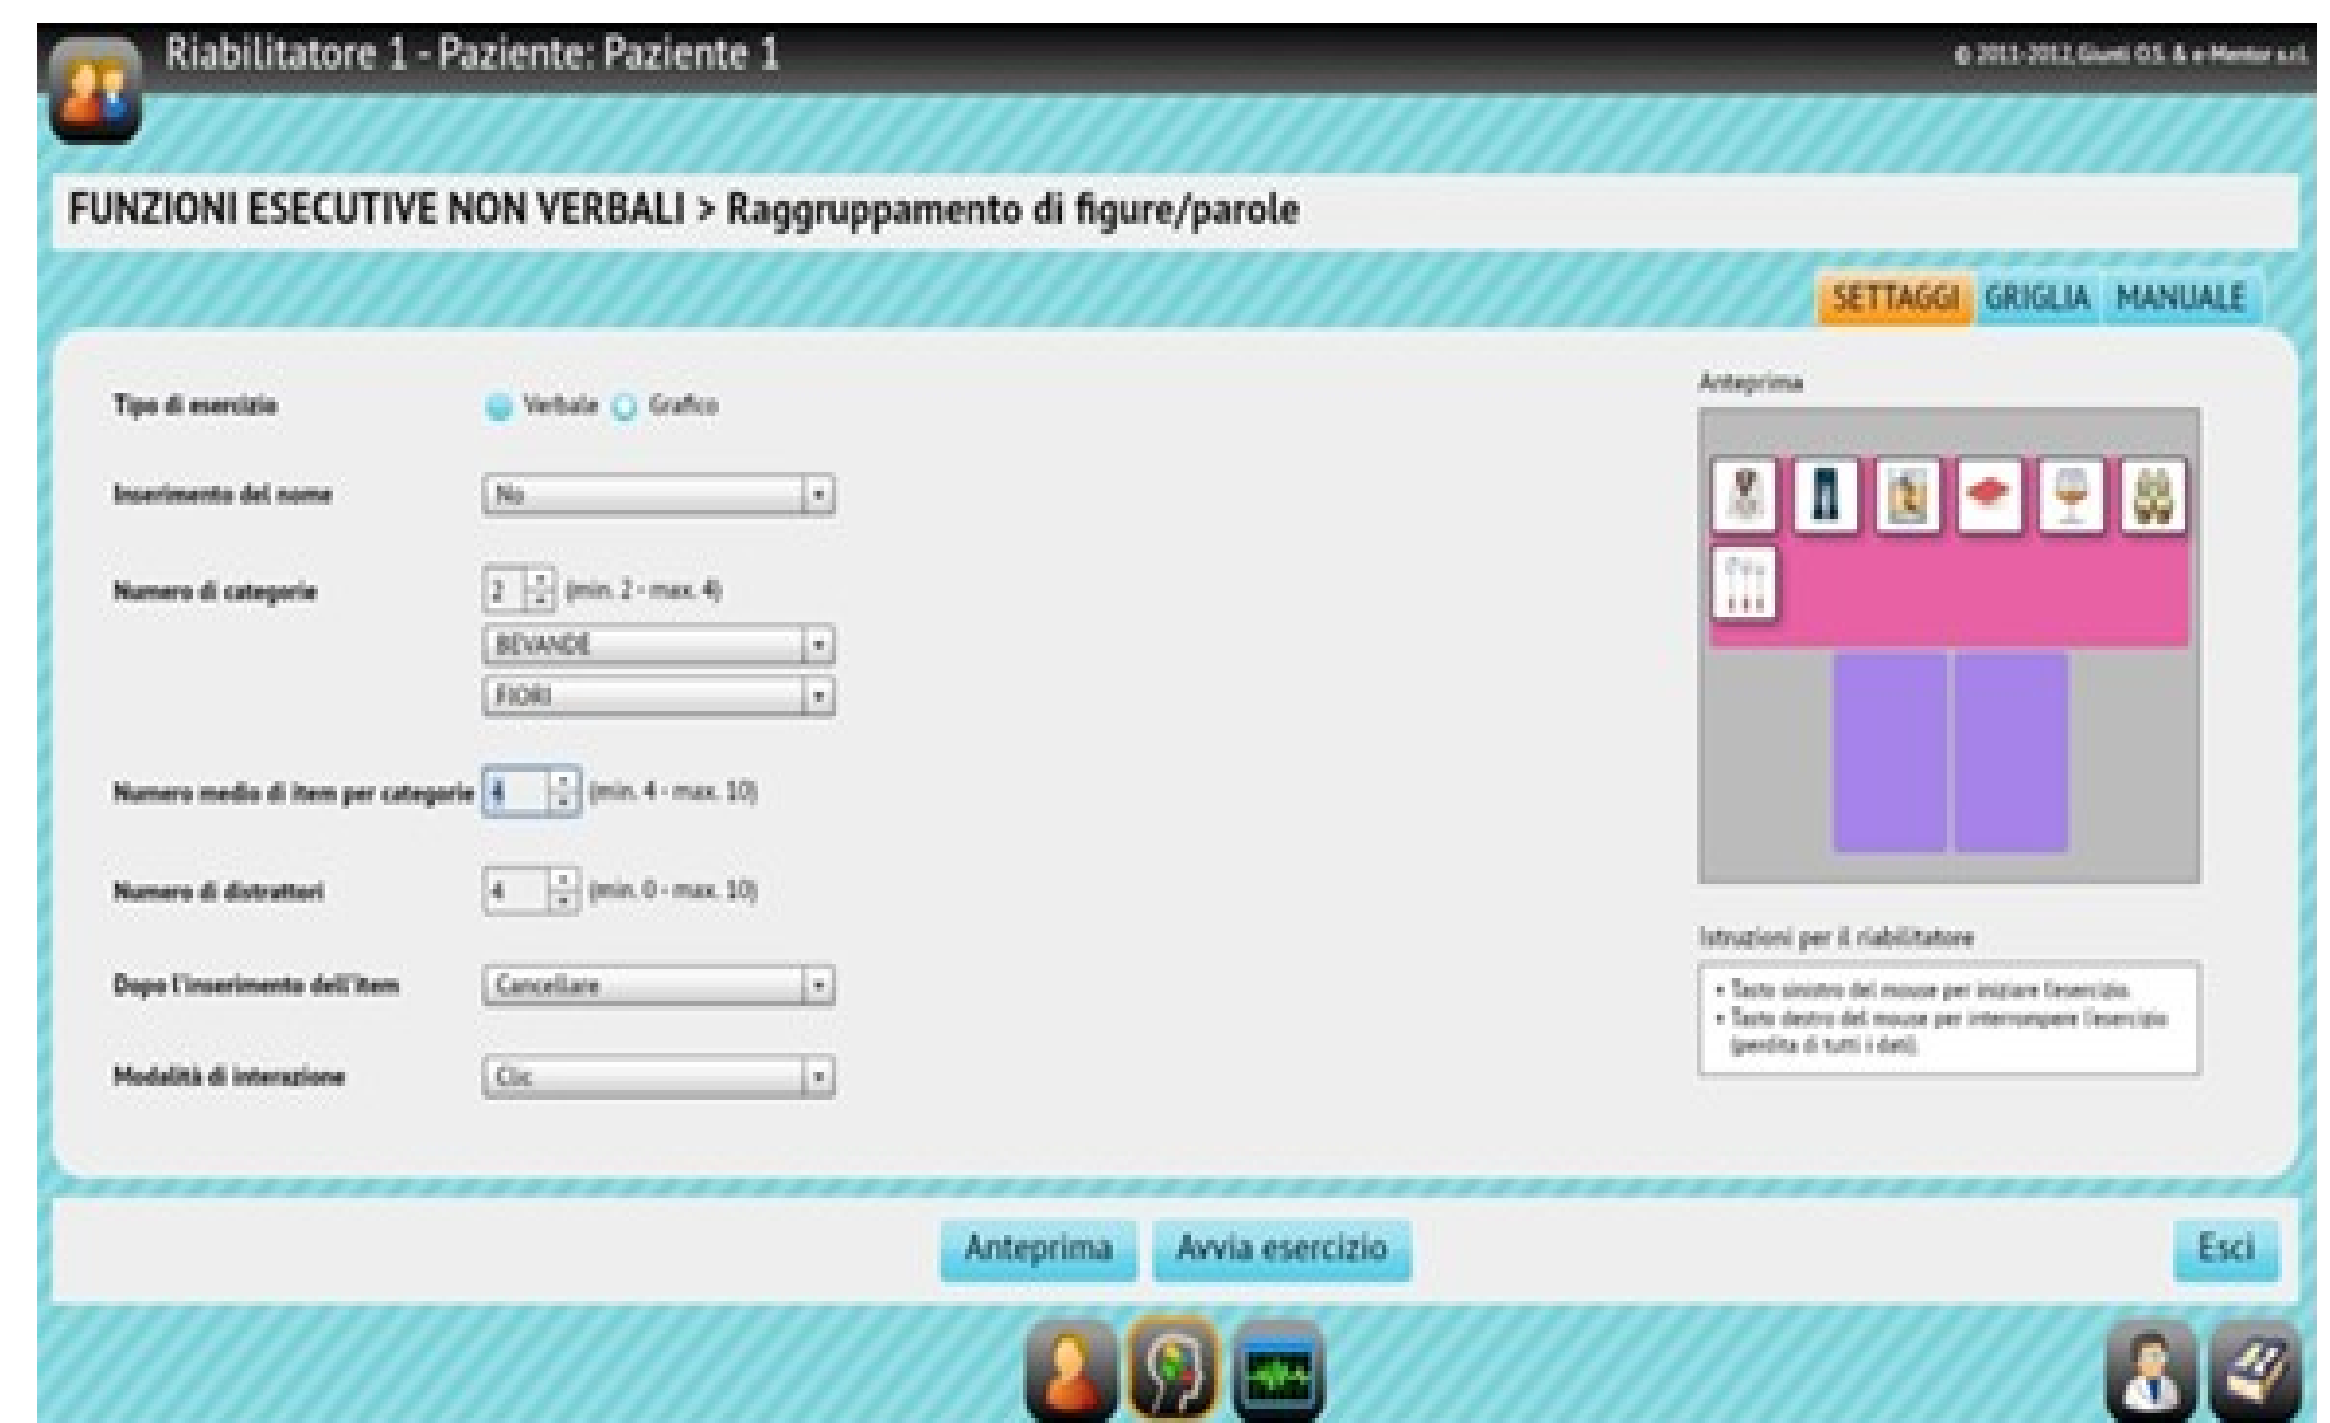 Riabilitatore 1 - Paziente: Paziente 1
© 2011-2012, Giunti O.S. & e-Mentor s.r.l.
FUNZIONI ESECUTIVE NON VERBALI > Raggruppamento di figure/parole
SETTAGGI GRIGLIA MANUALE
Tipo di esercizio Verbale Grafico
Inserimento del nome No
Numero di categorie 2 (min. 2 - max. 4)
BEVANDE
FIORI
Numero medio di item per categorie 4 (min. 4 - max. 10)
Numero di distrattori 4 (min. 0 - max. 10)
Dopo l'inserimento dell'item Cancellare
Modalità di interazione Clic
Anteprima
Istruzioni per il riabilitatore
• Tasto sinistro del mouse per iniziare l'esercizio.
• Tasto destro del mouse per interrompere l'esercizio
(perdita di tutti i dati).
Anteprima Avvia esercizio Esci